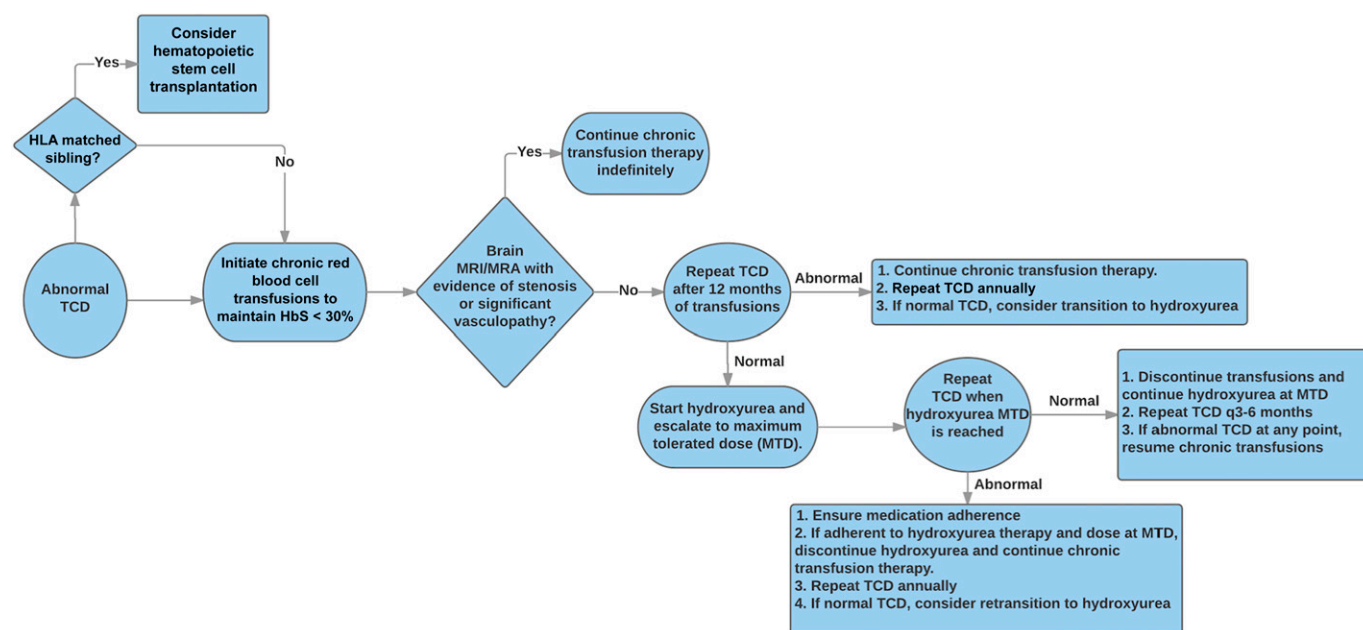 Consider
hematopoietic
stem cell
transplantation
Yes
HLA matched
sibling?
No
Abnormal
TCD
Initiate chronic red
blood cell
transfusions to
maintain HbS < 30%
Brain
MRI/MRA with
evidence of stenosis
or significant
vasculopathy?
Yes
Continue chronic
transfusion therapy
indefinitely
No
Repeat TCD
after 12 months
of transfusions
Abnormal
1. Continue chronic transfusion therapy.
2. Repeat TCD annually
3. If normal TCD, consider transition to hydroxyurea
Normal
Start hydroxyurea and
escalate to maximum
tolerated dose (MTD).
Repeat
TCD when
hydroxyurea MTD
is reached
Normal
1. Discontinue transfusions and
continue hydroxyurea at MTD
2. Repeat TCD q3-6 months
3. If abnormal TCD at any point,
resume chronic transfusions
Abnormal
1. Ensure medication adherence
2. If adherent to hydroxyurea therapy and dose at MTD,
discontinue hydroxyurea and continue chronic
transfusion therapy.
3. Repeat TCD annually
4. If normal TCD, consider retransition to hydroxyurea